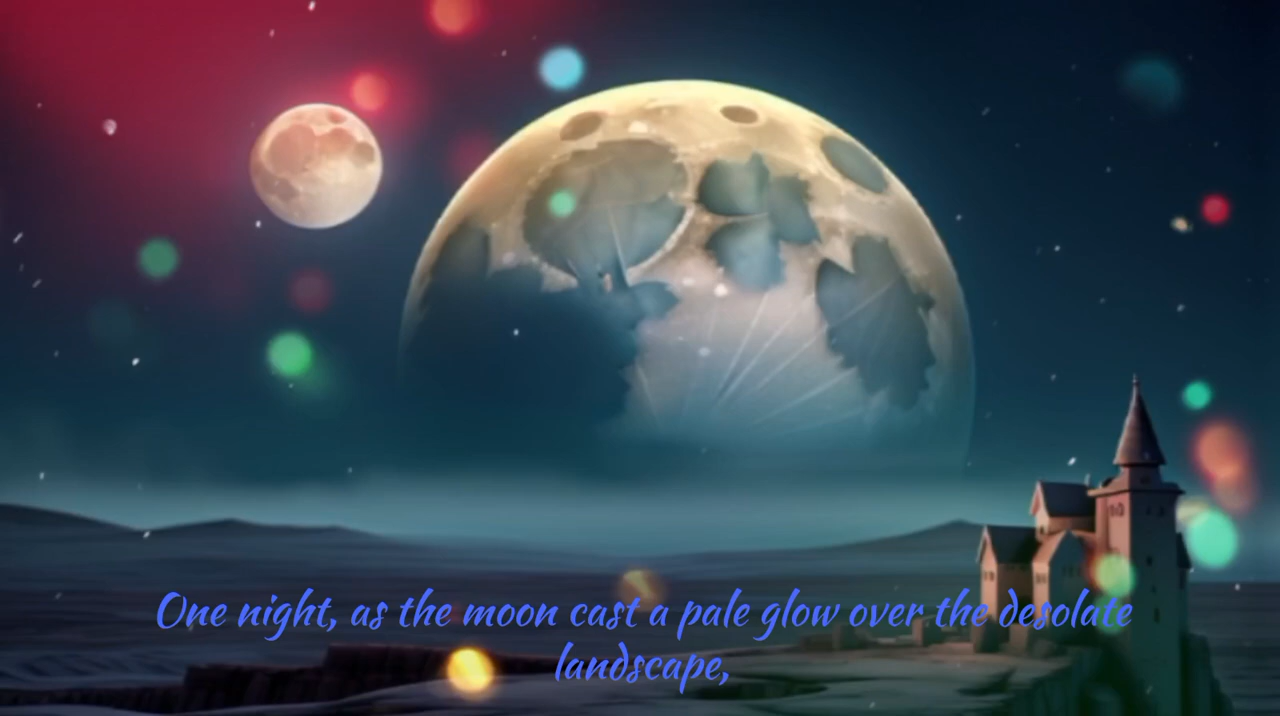 One night, as the moon cast a pale glow over the desolate
landscape,